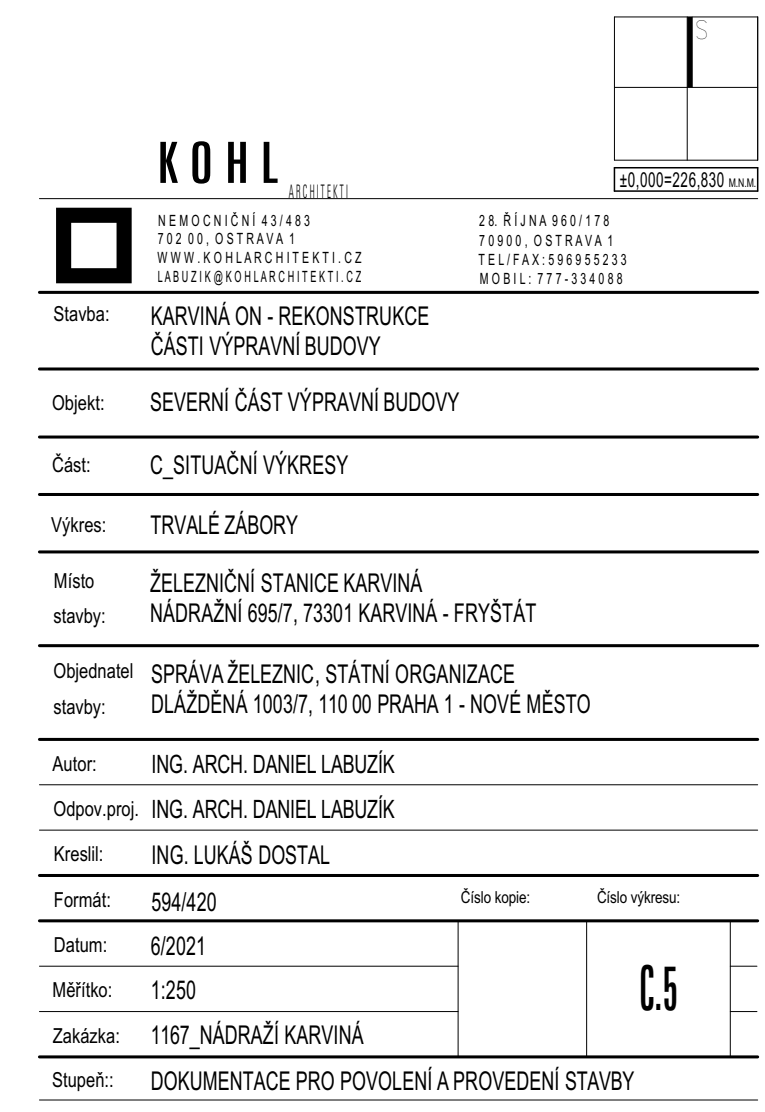 S
KOHL
ARCHITEKTI
±0,000=226,830 M.N.M.
NEMOCNIČNÍ 43/483
702 00, OSTRAVA 1
WWW.KOHLARCHITEKTI.CZ
LABUZIK@KOHLARCHITEKTI.CZ
28. ŘÍJNA 960/178
70900, OSTRAVA 1
TEL/FAX:596955233
MOBIL: 777-334088
Stavba: KARVINÁ ON - REKONSTRUKCE
ČÁSTI VÝPRAVNÍ BUDOVY
Objekt: SEVERNÍ ČÁST VÝPRAVNÍ BUDOVY
Část: C_SITUAČNÍ VÝKRESY
Výkres: TRVALÉ ZÁBORY
Místo ŽELEZNIČNÍ STANICE KARVINÁ
stavby: NÁDRAŽNÍ 695/7, 73301 KARVINÁ - FRYŠTÁT
Objednatel SPRÁVA ŽELEZNIC, STÁTNÍ ORGANIZACE
stavby: DLÁŽDĚNÁ 1003/7, 110 00 PRAHA 1 - NOVÉ MĚSTO
Autor: ING. ARCH. DANIEL LABUZÍK
Odpov.proj. ING. ARCH. DANIEL LABUZÍK
Kreslil: ING. LUKÁŠ DOSTAL
Formát: 594/420 Číslo kopie: Číslo výkresu:
Datum: 6/2021
Měřítko: 1:250 C.5
Zakázka: 1167_NÁDRAŽÍ KARVINÁ
Stupeň:: DOKUMENTACE PRO POVOLENÍ A PROVEDENÍ STAVBY